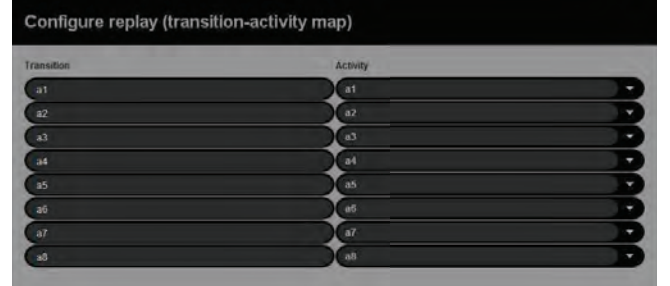 Configure replay (transition-activity map)
Transition Activity
a1 a1
a2 a2
a3 a3
a4 a4
a5 a5
a6 a6
a7 a7
a8 a8